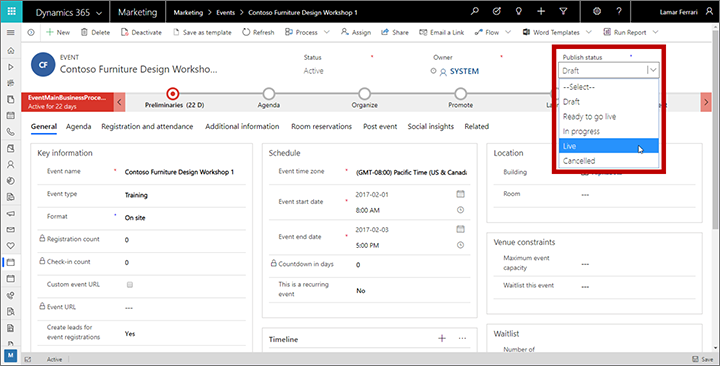 Dynamics 365
Marketing
Marketing > Events > Contoso Furniture Design Workshop 1
Lamar Ferrari
New
Delete
Deactivate
Save as template
Refresh
Process
Assign
Share
Email a Link
Flow
Word Templates
Run Report
CF
EVENT
Contoso Furniture Design Worksho...
Status
Active
Owner *
SYSTEM
Publish status *
Draft
--Select--
Draft
Ready to go live
In progress
Live
Cancelled
EventMainBusinessProce...
Active for 22 days
Preliminaries (22 D)
Agenda
Organize
Promote
General
Agenda
Registration and attendance
Additional information
Room reservations
Post event
Social insights
Related
Key information
Event name * Contoso Furniture Design Workshop 1
Event type Training
Format * On site
Registration count 0
Check-in count 0
Custom event URL
Event URL ---
Create leads for
event registrations
Yes
Schedule
Event time zone * (GMT-08:00) Pacific Time (US & Canada
Event start date * 2017-02-01
8:00 AM
Event end date * 2017-02-03
5:00 PM
Countdown in days 0
This is a recurring
event
No
Timeline
Location
Building
Room ---
Venue constraints
Maximum event
capacity
---
Waitlist this event ---
Waitlist
Number of
M
Active
Save